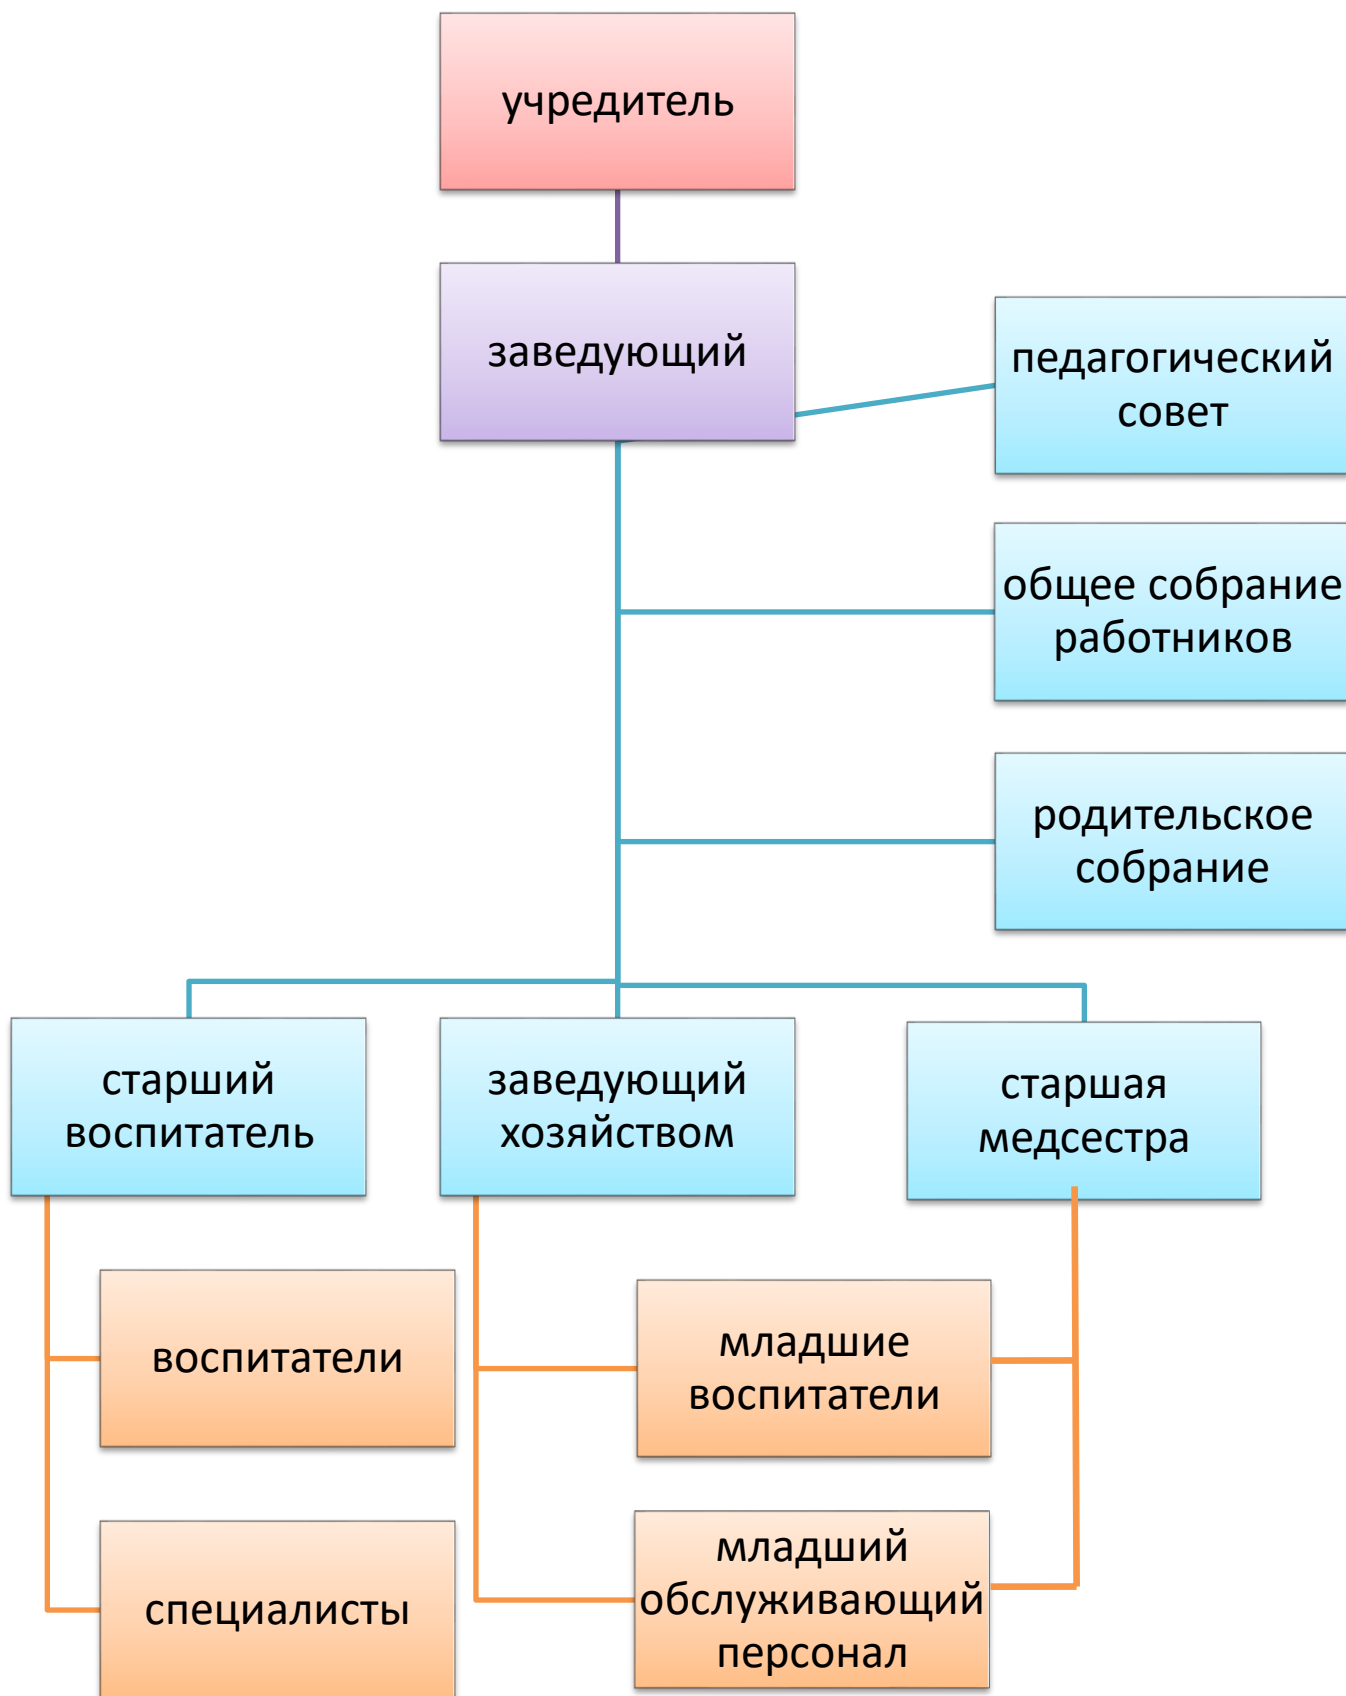 учредитель
заведующий
педагогический
совет
общее собрание
работников
родительское
собрание
старший
воспитатель
заведующий
хозяйством
старшая
медсестра
воспитатели
младшие
воспитатели
специалисты
младший
обслуживающий
персонал